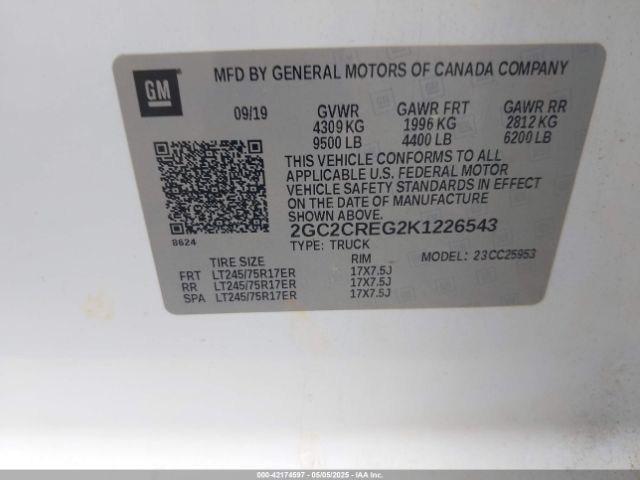 GM
MFD BY GENERAL MOTORS OF CANADA COMPANY
09/19 GVWR GAWR FRT GAWR RR
4309 KG 1996 KG 2812 KG
9500 LB 4400 LB 6200 LB
THIS VEHICLE CONFORMS TO ALL
APPLICABLE U.S. FEDERAL MOTOR
VEHICLE SAFETY STANDARDS IN EFFECT
ON THE DATE OF MANUFACTURE
SHOWN ABOVE.
8624
2GC2CREG2K1226543
TYPE: TRUCK
MODEL: 23CC25953
TIRE SIZE RIM
FRT LT245/75R17ER 17X7.5J
RR LT245/75R17ER 17X7.5J
SPA LT245/75R17ER 17X7.5J
000-42174597 - 05/05/2025 - IAAI.COM